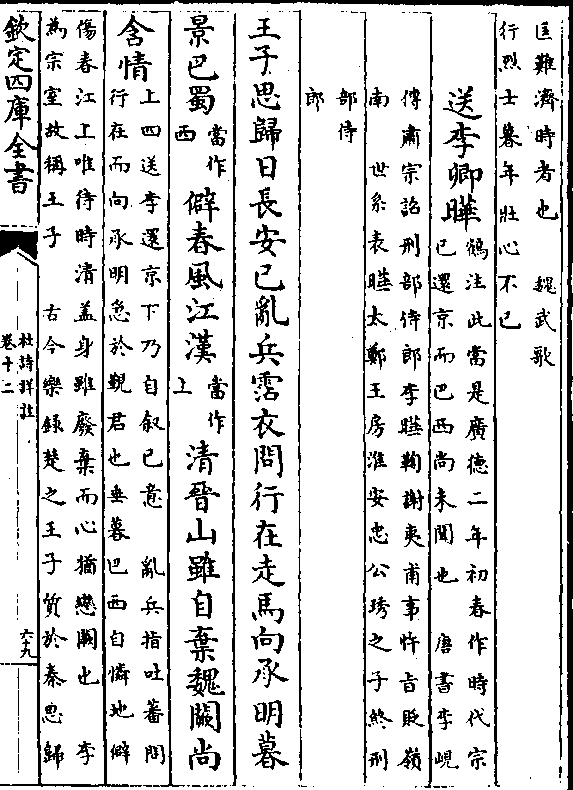 匡難濟時者也　魏武歌
行烈士暮年壯心不已
送李卿曄
鶴注此當是廣德二年初春作時代宗
已還京而巴西尚未聞也　唐書李峴
傳肅宗詔刑部侍郎李曄鞠謝夷甫事忤旨貶嶺
南　世系表曄太鄭王房淮安忠公琇之子終刑
部侍
郎
王子思歸日長安已亂兵霑衣問行在走馬向承明暮
景巴蜀
當作
西
僻春風江漢
當作
上
清晉山雖自棄魏闕尚
含情
上四送李還京下乃自叙已意　亂兵指吐蕃問
行在而向承明急於覲君也垂暮巴西自憐地僻
傷春江上唯待時清盖身雖廢棄而心猶戀闕也　李
為宗室故稱王子　古今樂録楚之王子質於秦思歸
欽定四庫全書
杜詩詳註
卷十二
六九